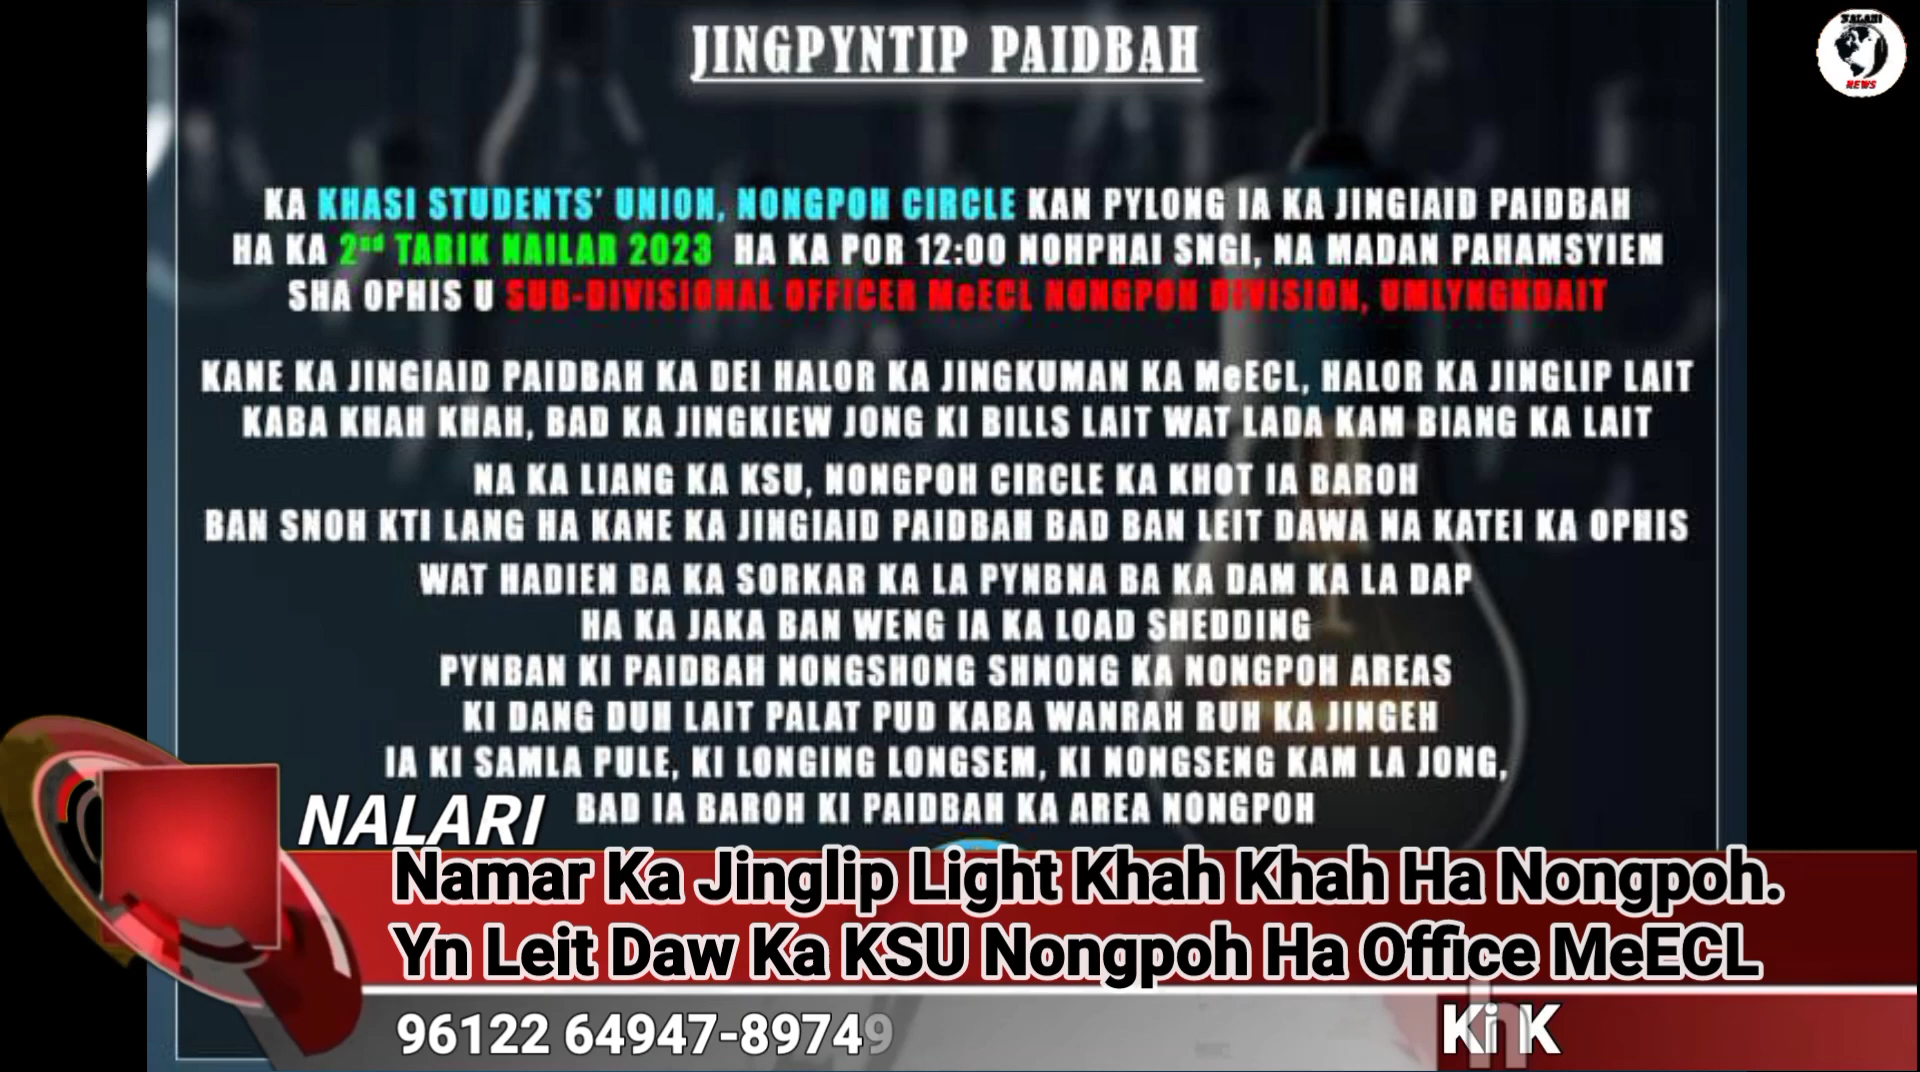 JINGPYNTIP PAIDBAH
NALARI
NEWS
KA KHASI STUDENTS' UNION, NONGPOH CIRCLE KAN PYLONG IA KA JINGIAID PAIDBAH
HA KA 2nd TARIK NAILAR 2023 HA KA POR 12:00 NOHPHAI SNGI, NA MADAN PAHAMSYIEM
SHA OPHIS U SUB-DIVISIONAL OFFICER MeECL NONGPOH DIVISION, UMLYNGKDAIT
KANE KA JINGIAID PAIDBAH KA DEI HALOR KA JINGKUMAN KA MeECL, HALOR KA JINGLIP LAIT
KABA KHAH KHAH, BAD KA JINGKIEW JONG KI BILLS LAIT WAT LADA KAM BIANG KA LAIT
NA KA LIANG KA KSU, NONGPOH CIRCLE KA KHOT IA BAROH
BAN SNOH KTI LANG HA KANE KA JINGIAID PAIDBAH BAD BAN LEIT DAWA NA KATEI KA OPHIS
WAT HADIEN BA KA SORKAR KA LA PYNBNA BA KA DAM KA LA DAP
HA KA JAKA BAN WENG IA KA LOAD SHEDDING
PYNBAN KI PAIDBAH NONGSHONG SHNONG KA NONGPOH AREAS
KI DANG DUH LAIT PALAT PUD KABA WANRAH RUH KA JINGEH
IA KI SAMLA PULE, KI LONGING LONGSEM, KI NONGSENG KAM LA JONG,
BAD IA BAROH KI PAIDBAH KA AREA NONGPOH
NALARI
Namar Ka Jinglip Light Khah Khah Ha Nongpoh.
Yn Leit Daw Ka KSU Nongpoh Ha Office MeECL
96122 64947-89749